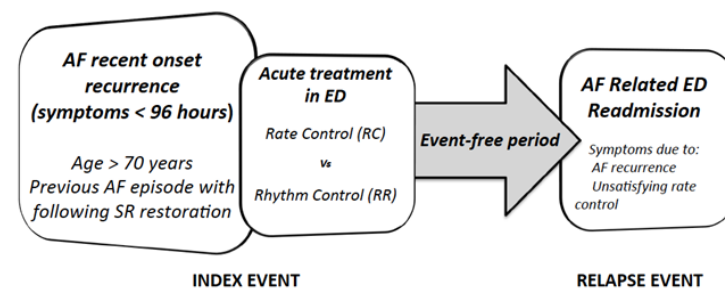 AF recent onset
recurrence
(symptoms < 96 hours)
Age > 70 years
Previous AF episode with
following SR restoration
Acute treatment
in ED
Rate Control (RC)
Vs
Rhythm Control (RR)
Event-free period
AF Related ED
Readmission
Symptoms due to:
AF recurrence
Unsatisfying rate
control
INDEX EVENT
RELAPSE EVENT